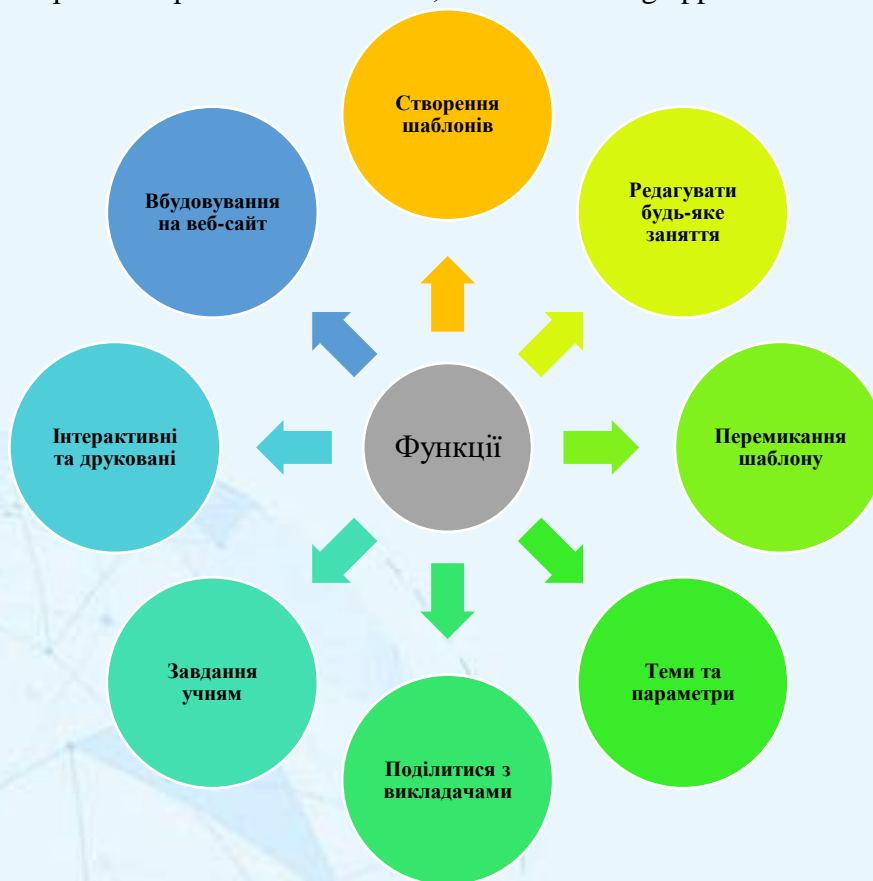 Створення
шаблонів
Редагувати
будь-яке
заняття
Перемикання
шаблону
Теми та
параметри
Поділитися з
викладачами
Завдання
учням
Інтерактивні
та друковані
Вбудовування
на веб-сайт
Функції